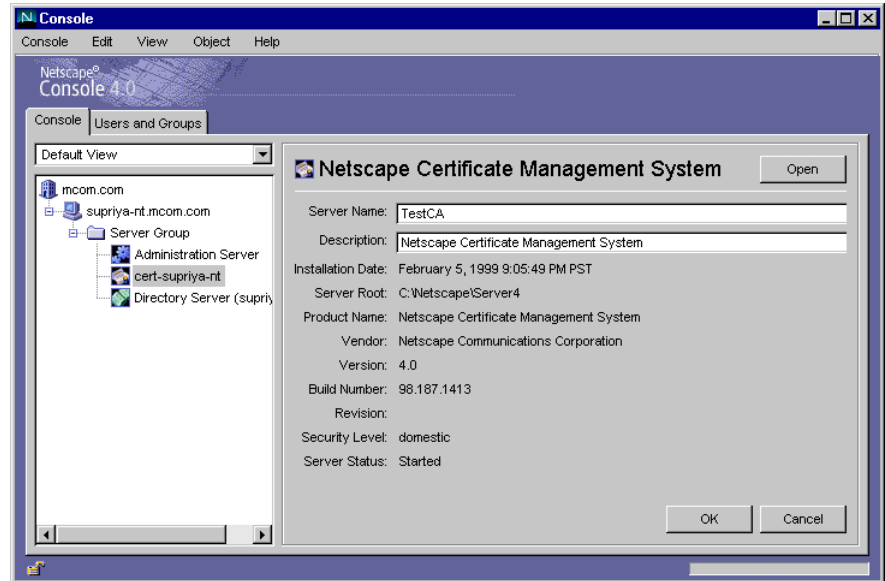 Console
Console Edit View Object Help
Netscape®
Console 4.0
Console Users and Groups
Default View
mcom.com
supriya-nt.mcom.com
Server Group
Administration Server
cert-supriya-nt
Directory Server (supriy
Netscape Certificate Management System Open
Server Name: TestCA
Description: Netscape Certificate Management System
Installation Date: February 5, 1999 9:05:49 PM PST
Server Root: C:\Netscape\Server4
Product Name: Netscape Certificate Management System
Vendor: Netscape Communications Corporation
Version: 4.0
Build Number: 98.187.1413
Revision:
Security Level: domestic
Server Status: Started
OK Cancel